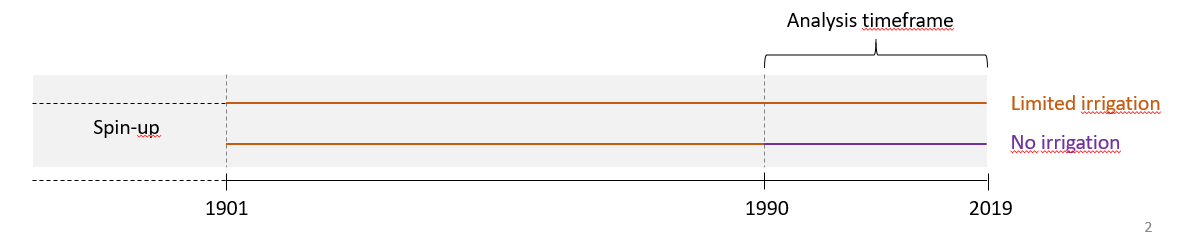 Analysis timeframe
Limited irrigation
Spin-up
No irrigation
1901
1990
2019
2